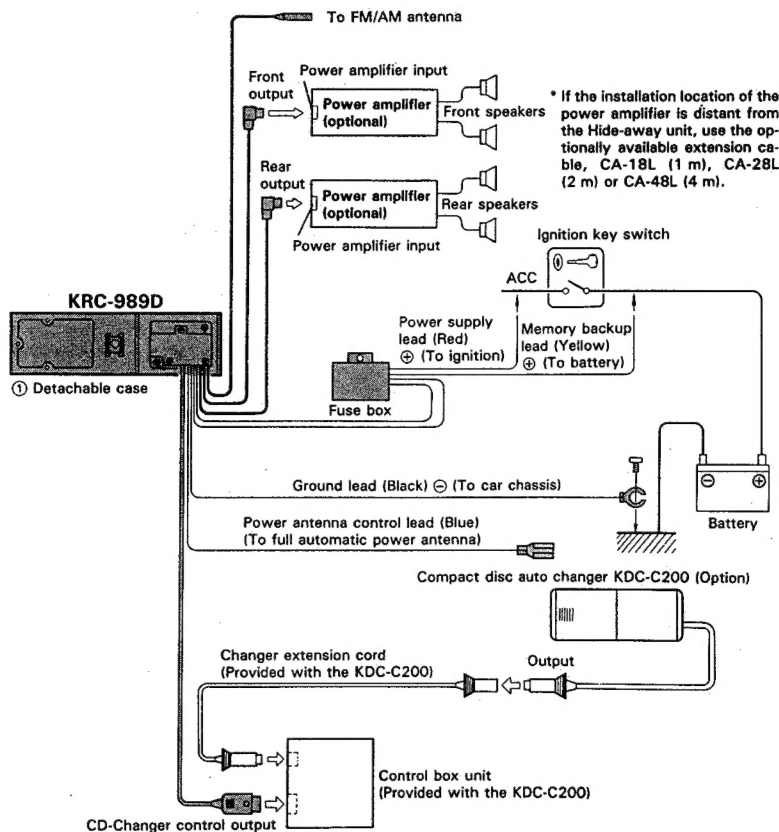 To FM/AM antenna
Front
output
Power amplifier input
Power amplifier
(optional)
Front speakers
* If the installation location of the
power amplifier is distant from
the Hide-away unit, use the op-
tionally available extension ca-
ble, CA-18L (1 m), CA-28L
(2 m) or CA-48L (4 m).
Rear
output
Power amplifier
(optional)
Rear speakers
Power amplifier input
Ignition key switch
ACC
KRC-989D
Power supply
lead (Red)
⊕ (To ignition)
Memory backup
lead (Yellow)
⊕ (To battery)
① Detachable case
Fuse box
Ground lead (Black) ⊖ (To car chassis)
⊖ ⊕
Battery
Power antenna control lead (Blue)
(To full automatic power antenna)
Compact disc auto changer KDC-C200 (Option)
Changer extension cord
(Provided with the KDC-C200)
Output
Control box unit
(Provided with the KDC-C200)
CD-Changer control output